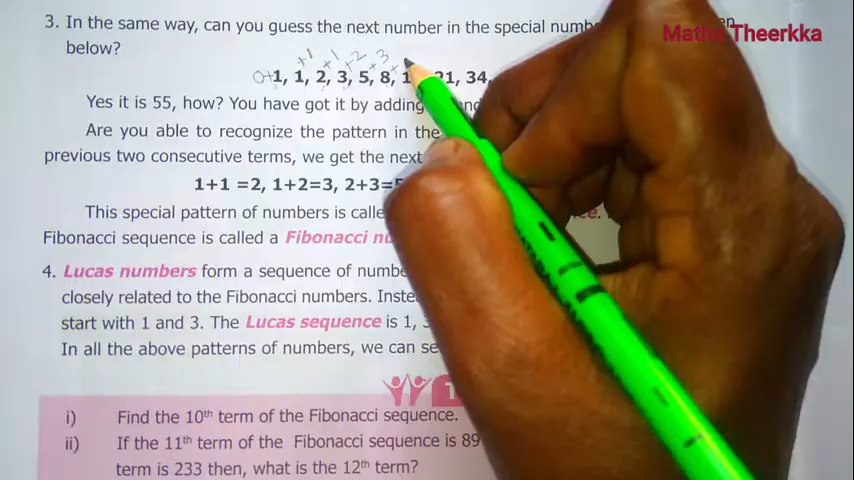 Maths Theerkka
3. In the same way, can you guess the next number in the special
below?
+1 +1 +2 +3 +
0+1, 1, 2, 3, 5, 8, 1 21, 34,
Yes it is 55, how? You have got it by adding
Are you able to recognize the pattern in the
previous two consecutive terms, we get the next
1+1 =2, 1+2=3, 2+3=5
This special pattern of numbers is
Fibonacci sequence is called a Fibonacci
4. Lucas numbers form a sequence of
closely related to the Fibonacci numbers.
start with 1 and 3. The Lucas sequence is 1,
In all the above patterns of numbers, we can
i) Find the 10th term of the Fibonacci sequence.
ii) If the 11th term of the Fibonacci sequence is 89
term is 233 then, what is the 12th term?